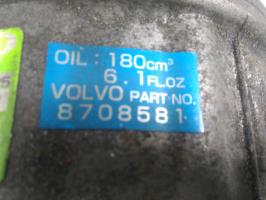 OIL: 180cm³
6.1FL.OZ
VOLVO PART NO.
8708581